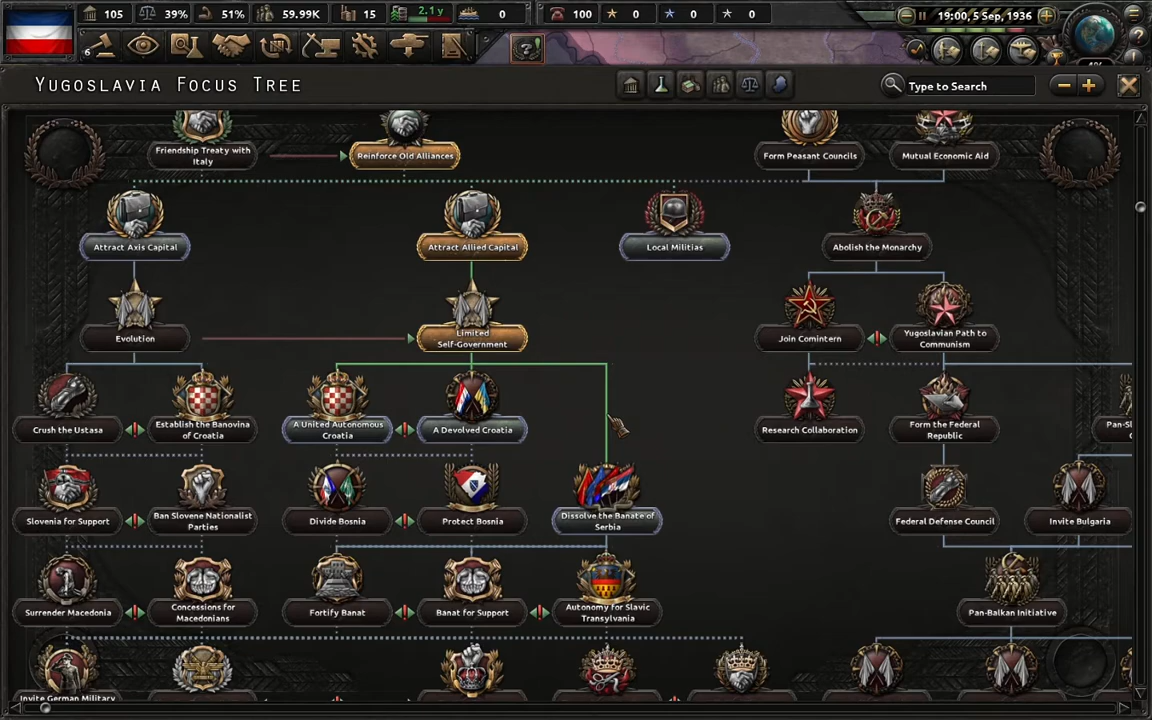 105 39% 51% 59.99K 15 2.1 y 0 100 0 0 0 19:00, 5 Sep, 1936
6
4%
Yugoslavia Focus Tree
Type to Search
Friendship Treaty with
Italy
Reinforce Old Alliances
Form Peasant Councils
Mutual Economic Aid
Attract Axis Capital
Attract Allied Capital
Local Militias
Abolish the Monarchy
Evolution
Limited
Self-Government
Join Comintern
Yugoslavian Path to
Communism
Crush the Ustasa
Establish the Banovina
of Croatia
A United Autonomous
Croatia
A Devolved Croatia
Research Collaboration
Form the Federal
Republic
Pan-Sl
Slovenia for Support
Ban Slovene Nationalist
Parties
Divide Bosnia
Protect Bosnia
Dissolve the Banate of
Serbia
Federal Defense Council
Invite Bulgaria
Surrender Macedonia
Concessions for
Macedonians
Fortify Banat
Banat for Support
Autonomy for Slavic
Transylvania
Pan-Balkan Initiative
Invite German Military